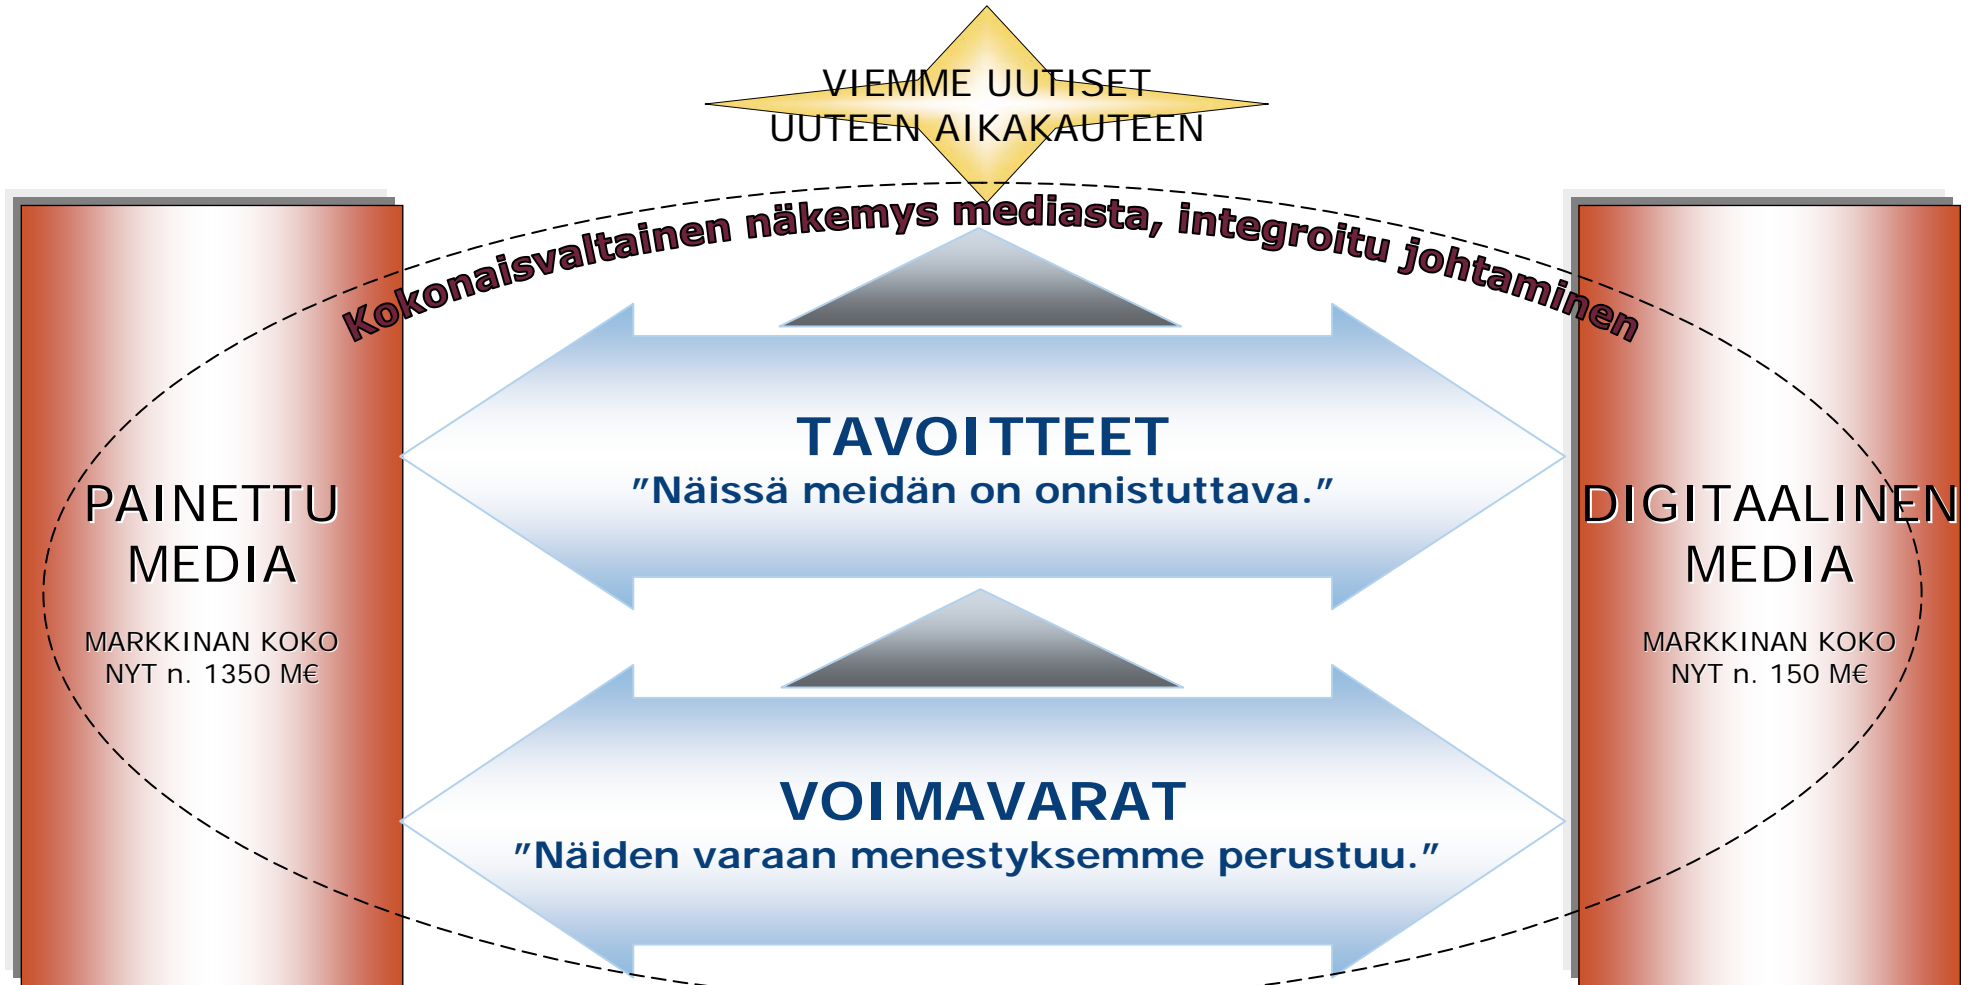 VIEMME UUTISET
UUTEEN AIKAKAUTEEN
Kokonaisvaltainen näkemys mediasta, integroitu johtaminen
TAVOITTEET
"Näissä meidän on onnistuttava."
PAINETTU
MEDIA
MARKKINAN KOKO
NYT n. 1350 M€
DIGITAALINEN
MEDIA
MARKKINAN KOKO
NYT n. 150 M€
VOIMAVARAT
"Näiden varaan menestyksemme perustuu."